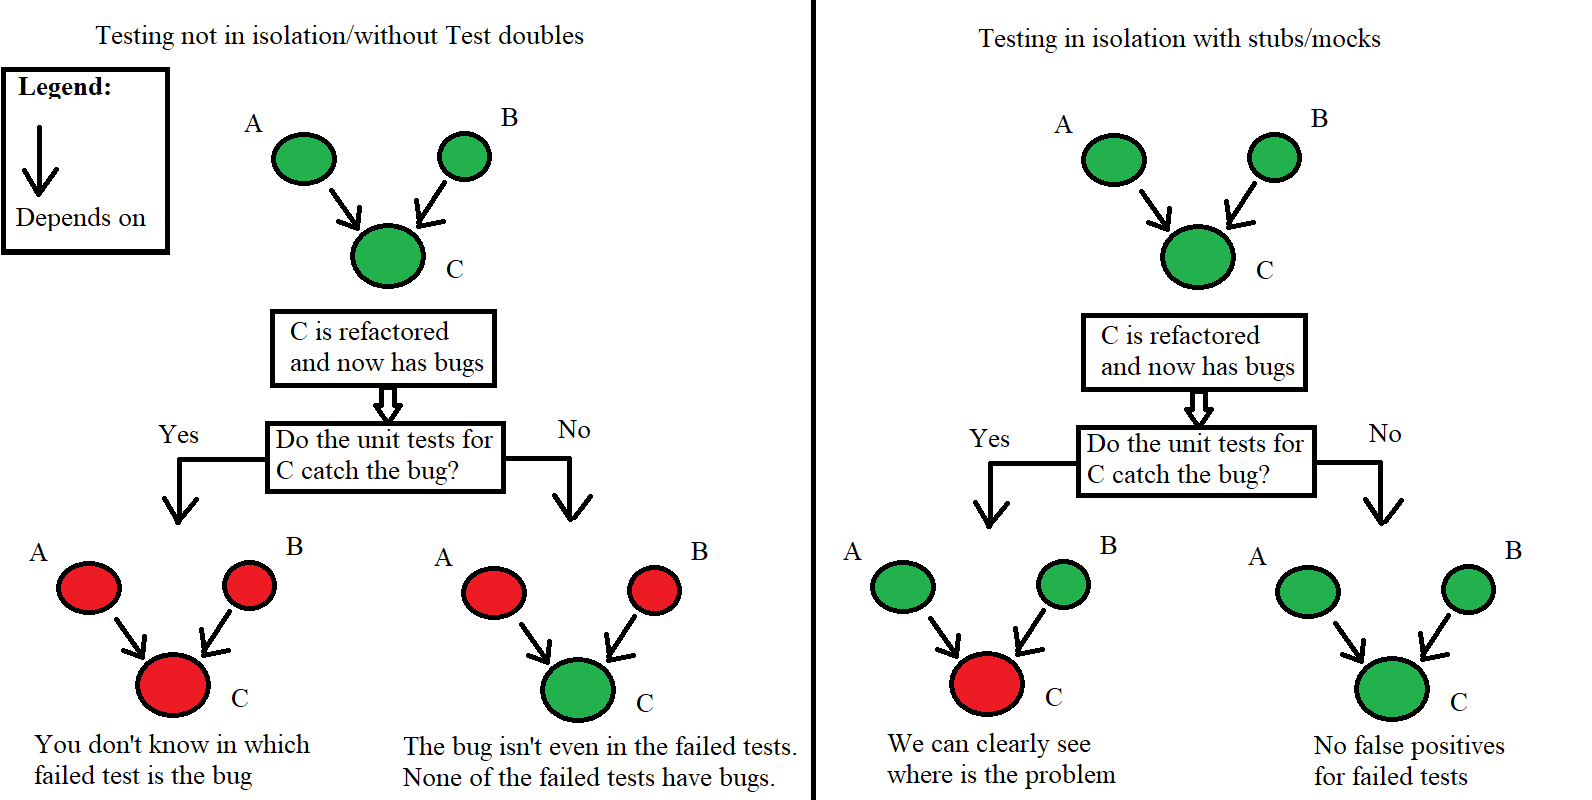 Testing not in isolation/without Test doubles
Legend:
Depends on
A
B
C
C is refactored
and now has bugs
Do the unit tests for
C catch the bug?
Yes
No
A
B
C
You don't know in which
failed test is the bug
A
B
C
The bug isn't even in the failed tests.
None of the failed tests have bugs.
Testing in isolation with stubs/mocks
A
B
C
C is refactored
and now has bugs
Do the unit tests for
C catch the bug?
Yes
No
A
B
C
We can clearly see
where is the problem
A
B
C
No false positives
for failed tests